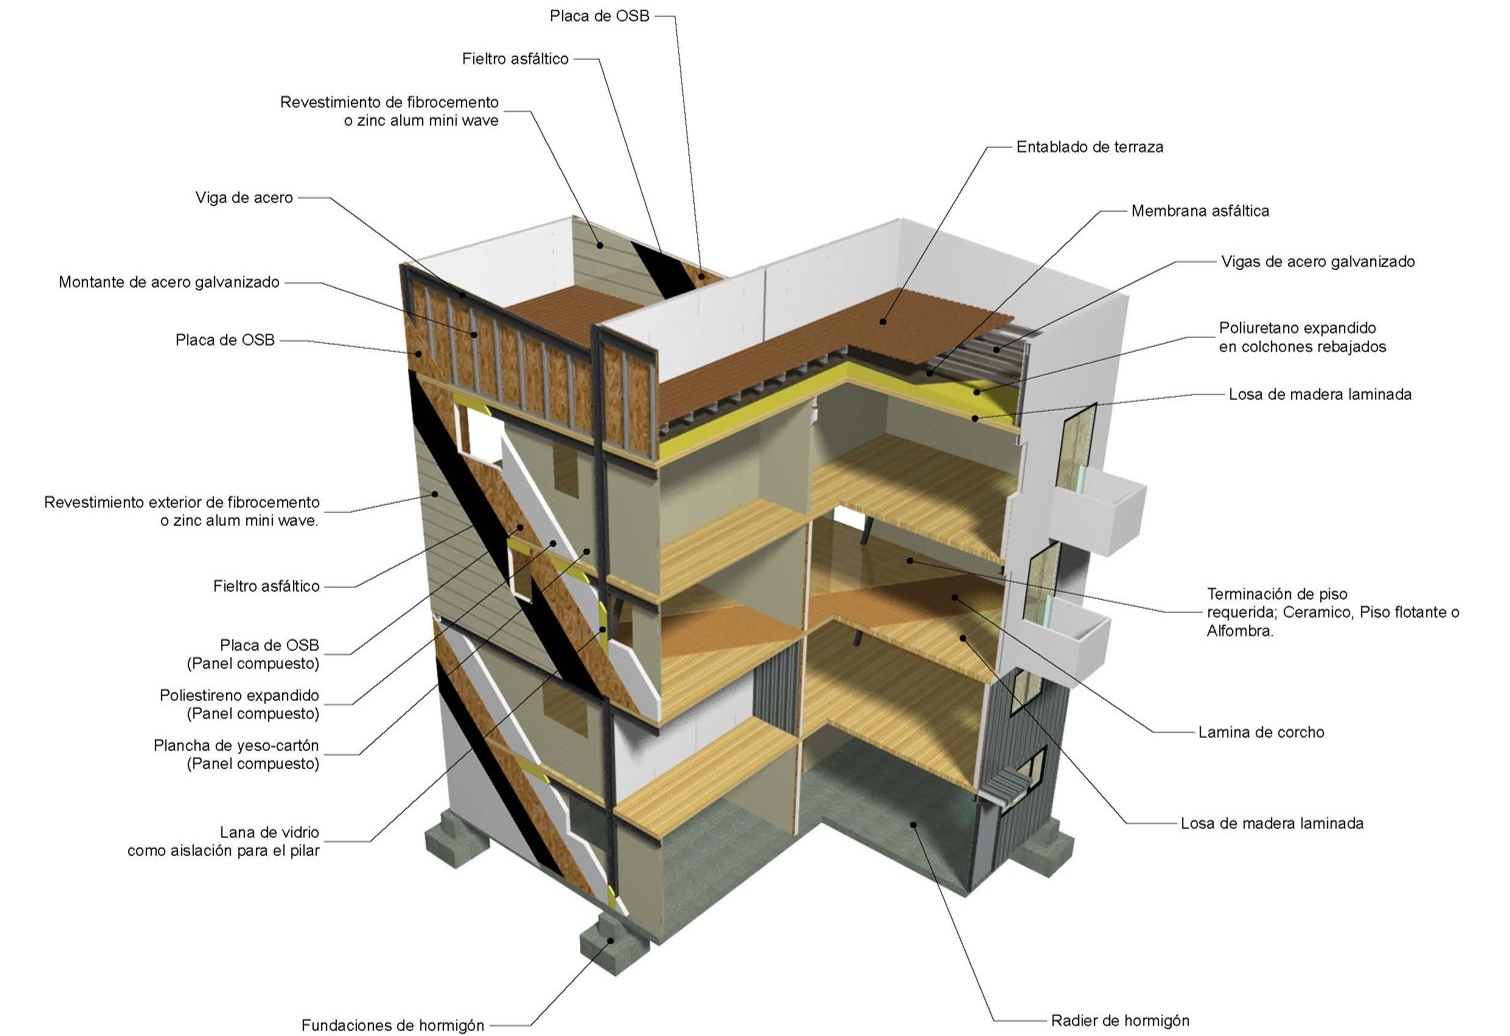 Placa de OSB
Fieltro asfáltico
Revestimiento de fibrocemento
o zinc alum mini wave
Viga de acero
Montante de acero galvanizado
Placa de OSB
Revestimiento exterior de fibrocemento
o zinc alum mini wave.
Fieltro asfáltico
Placa de OSB
(Panel compuesto)
Poliestireno expandido
(Panel compuesto)
Plancha de yeso-cartón
(Panel compuesto)
Lana de vidrio
como aislación para el pilar
Fundaciones de hormigón
Entablado de terraza
Membrana asfáltica
Vigas de acero galvanizado
Poliuretano expandido
en colchones rebajados
Losa de madera laminada
Terminación de piso
requerida; Ceramico, Piso flotante o
Alfombra.
Lamina de corcho
Losa de madera laminada
Radier de hormigón